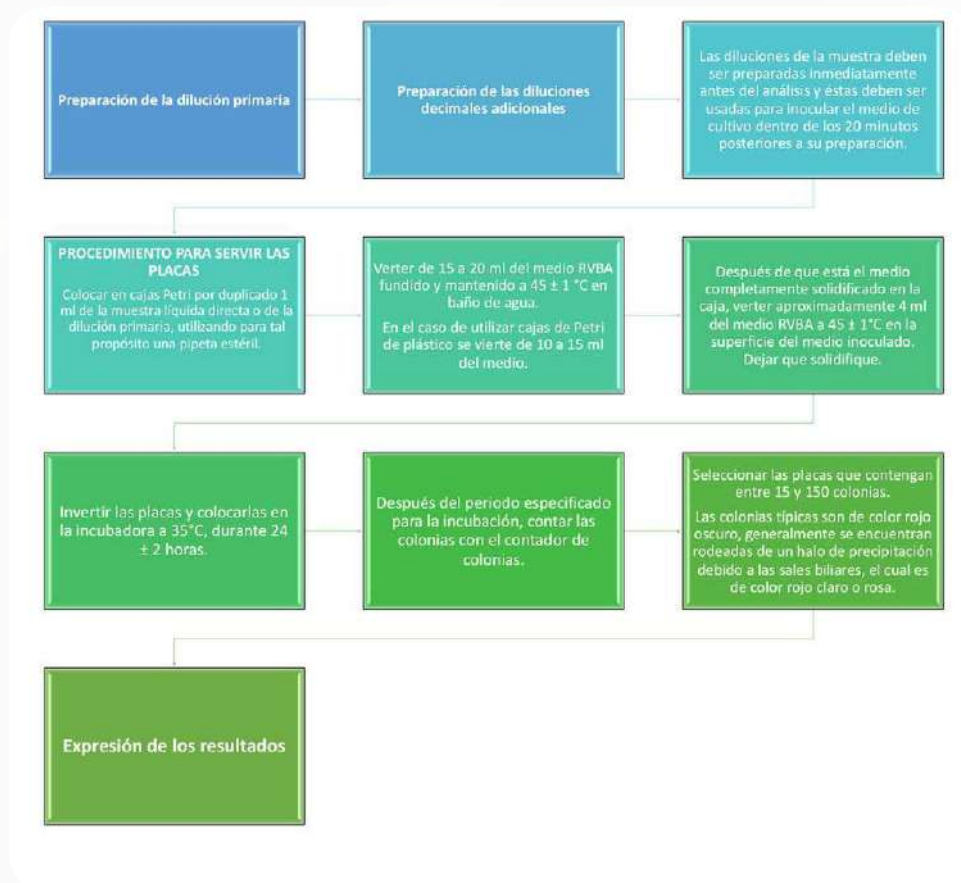 Preparación de la dilución primaria
Preparación de las diluciones
decimales adicionales
Las diluciones de la muestra deben
ser preparadas inmediatamente
antes del análisis y éstas deben ser
usadas para inocular el medio de
cultivo dentro de los 20 minutos
posteriores a su preparación.
PROCEDIMIENTO PARA SERVIR LAS
PLACAS
Colocar en cajas Petri por duplicado 1
ml de la muestra líquida directa o de la
dilución primaria, utilizando para tal
propósito una pipeta estéril.
Verter de 15 a 20 ml del medio RVBA
fundido y mantenido a 45 ± 1 °C en
baño de agua.
En el caso de utilizar cajas de Petri
de plástico se vierte de 10 a 15 ml
del medio.
Después de que está el medio
completamente solidificado en la
caja, verter aproximadamente 4 ml
del medio RVBA a 45 ± 1°C en la
superficie del medio inoculado.
Dejar que solidifique.
Invertir las placas y colocarlas en
la incubadora a 35°C, durante 24
± 2 horas.
Después del periodo especificado
para la incubación, contar las
colonias con el contador de
colonias.
Seleccionar las placas que contengan
entre 15 y 150 colonias.
Las colonias típicas son de color rojo
oscuro, generalmente se encuentran
rodeadas de un halo de precipitación
debido a las sales biliares, el cual es
de color rojo claro o rosa.
Expresión de los resultados